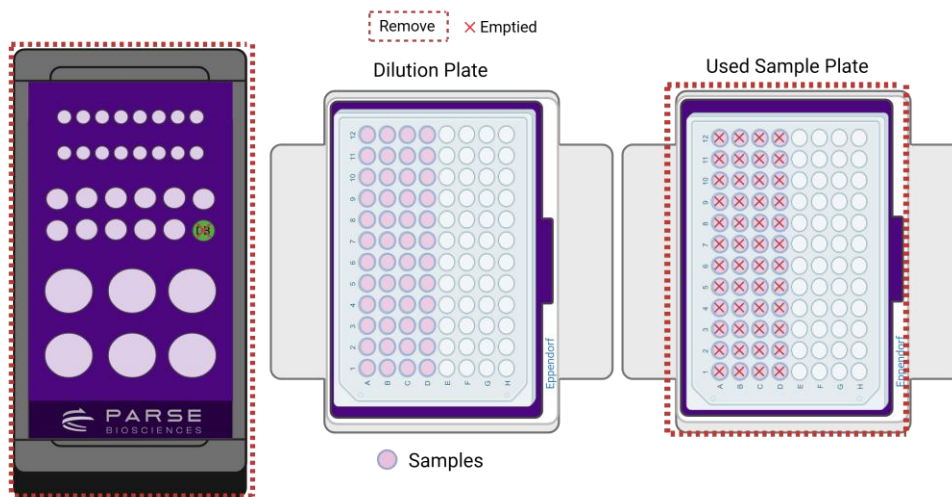 Remove
Emptied
Dilution Plate
Used Sample Plate
DB
12
11
10
9
8
7
6
5
4
3
2
1
A
B
C
D
E
F
G
H
Eppendorf
12
11
10
9
8
7
6
5
4
3
2
1
A
B
C
D
E
F
G
H
Eppendorf
PARSE
BIOSCIENCES
Samples